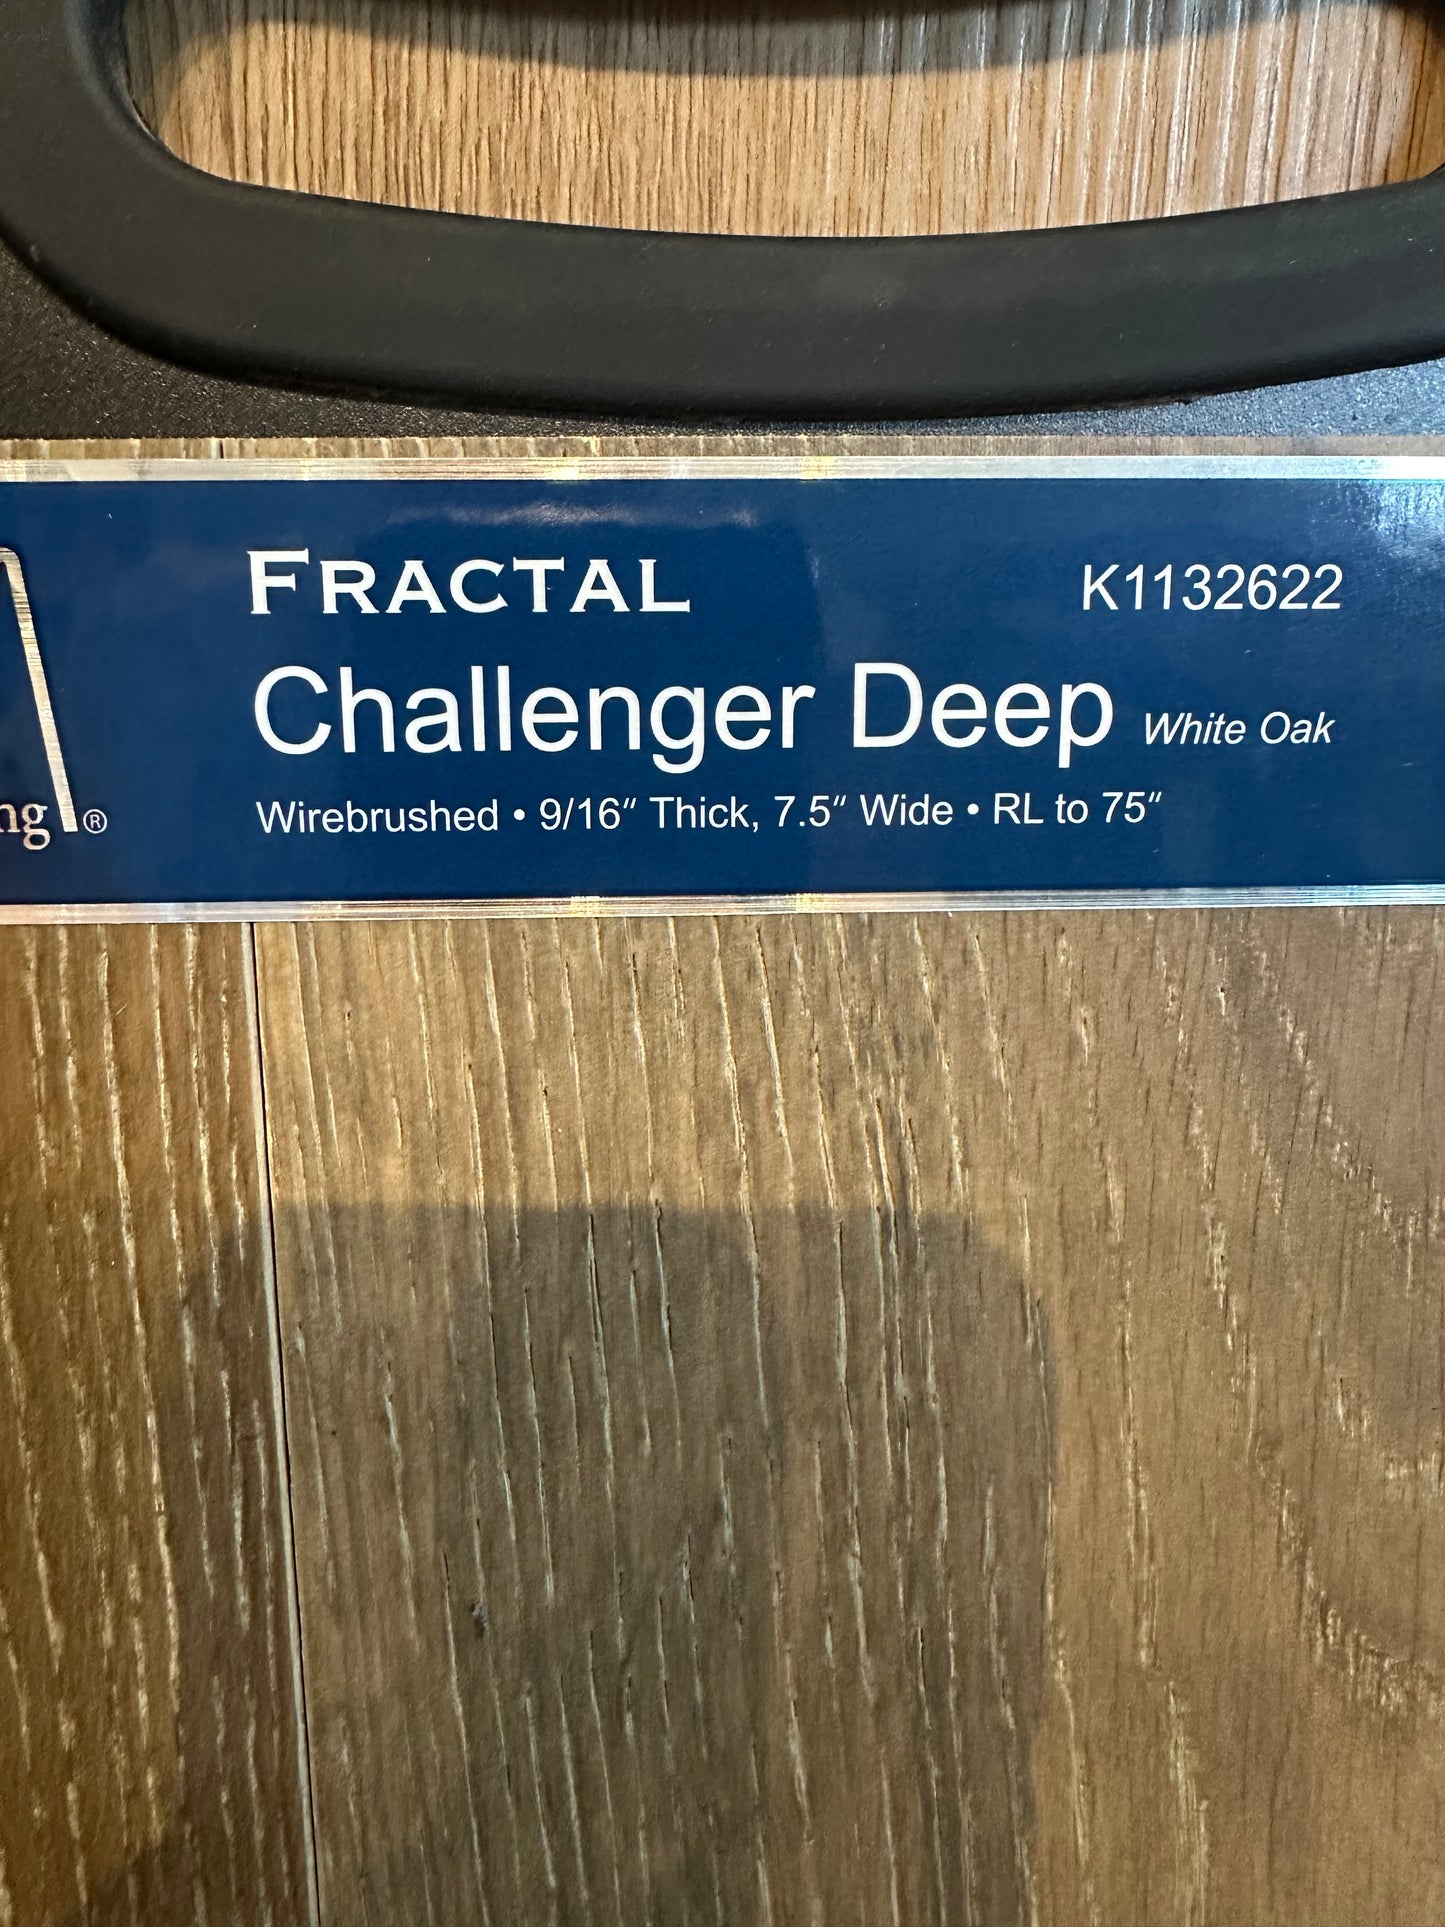 FRACTAL
K1132622
Challenger Deep White Oak
Wirebrushed • 9/16“ Thick, 7.5“ Wide • RL to 75“
®